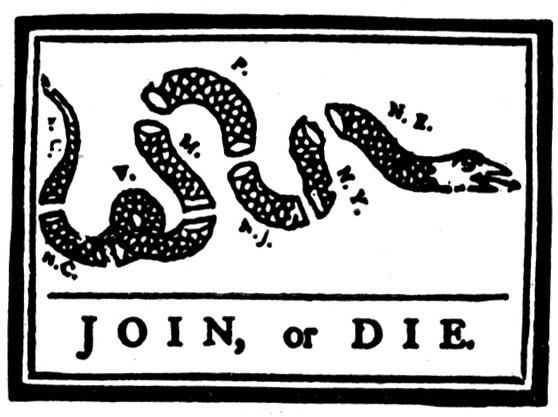 P.
N. E.
S. C.
M.
V.
N. Y.
N. J.
N. C.
JOIN, or DIE.